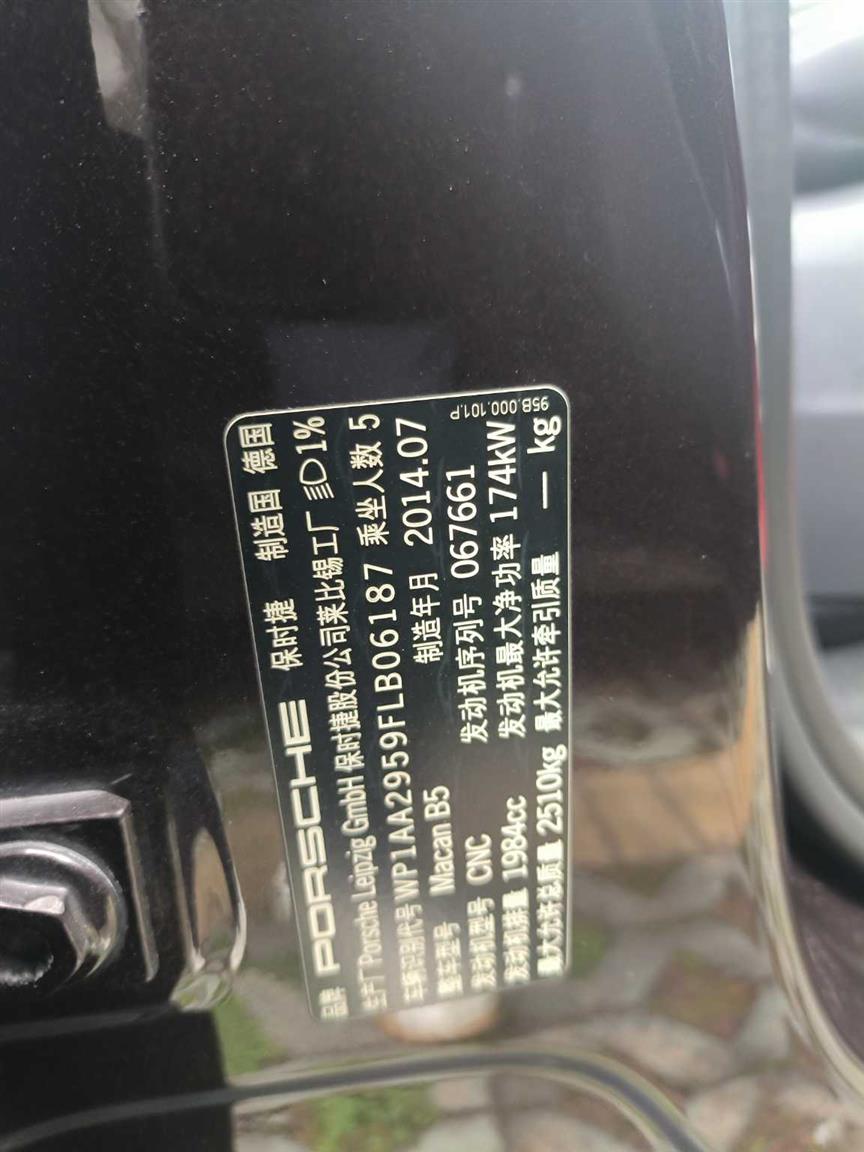 品牌 PORSCHE 保时捷 制造国 德国
生产厂 Porsche Leipzig GmbH 保时捷股份公司莱比锡工厂 1%
车辆识别代号 WP1AA2959FLB06187 乘坐人数 5
整车型号 Macan B5 制造年月 2014.07
发动机型号 CNC 发动机序列号 067661
发动机排量 1984cc 发动机最大净功率 174kW
最大允许总质量 2510kg 最大允许牵引质量 — kg
95B.000.101.P